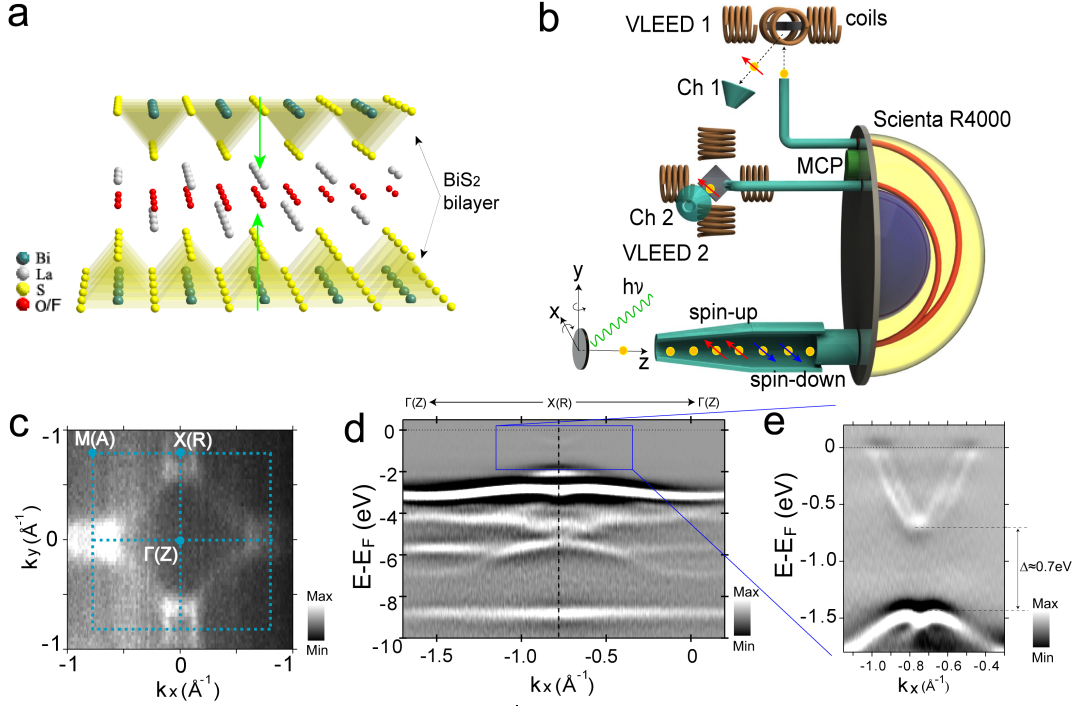 a
BiS2
bilayer
Bi
La
S
O/F
b
VLEED 1
coils
Ch 1
Scienta R4000
MCP
Ch 2
VLEED 2
y
hν
x
z
spin-up
spin-down
c
-1
M(A)
X(R)
0
Γ(Z)
ky(Å-1)
1
Max
Min
-1
0
-1
kx(Å-1)
Γ(Z)
X(R)
Γ(Z)
d
0
-2
-4
-6
-8
-10
E-EF (eV)
Max
Min
-1.5
-1.0
-0.5
0
kx(Å-1)
e
0
-0.5
-1.0
-1.5
E-EF (eV)
Δ≈0.7eV
Max
Min
-1.0
-0.8
-0.6
-0.4
kx(Å-1)